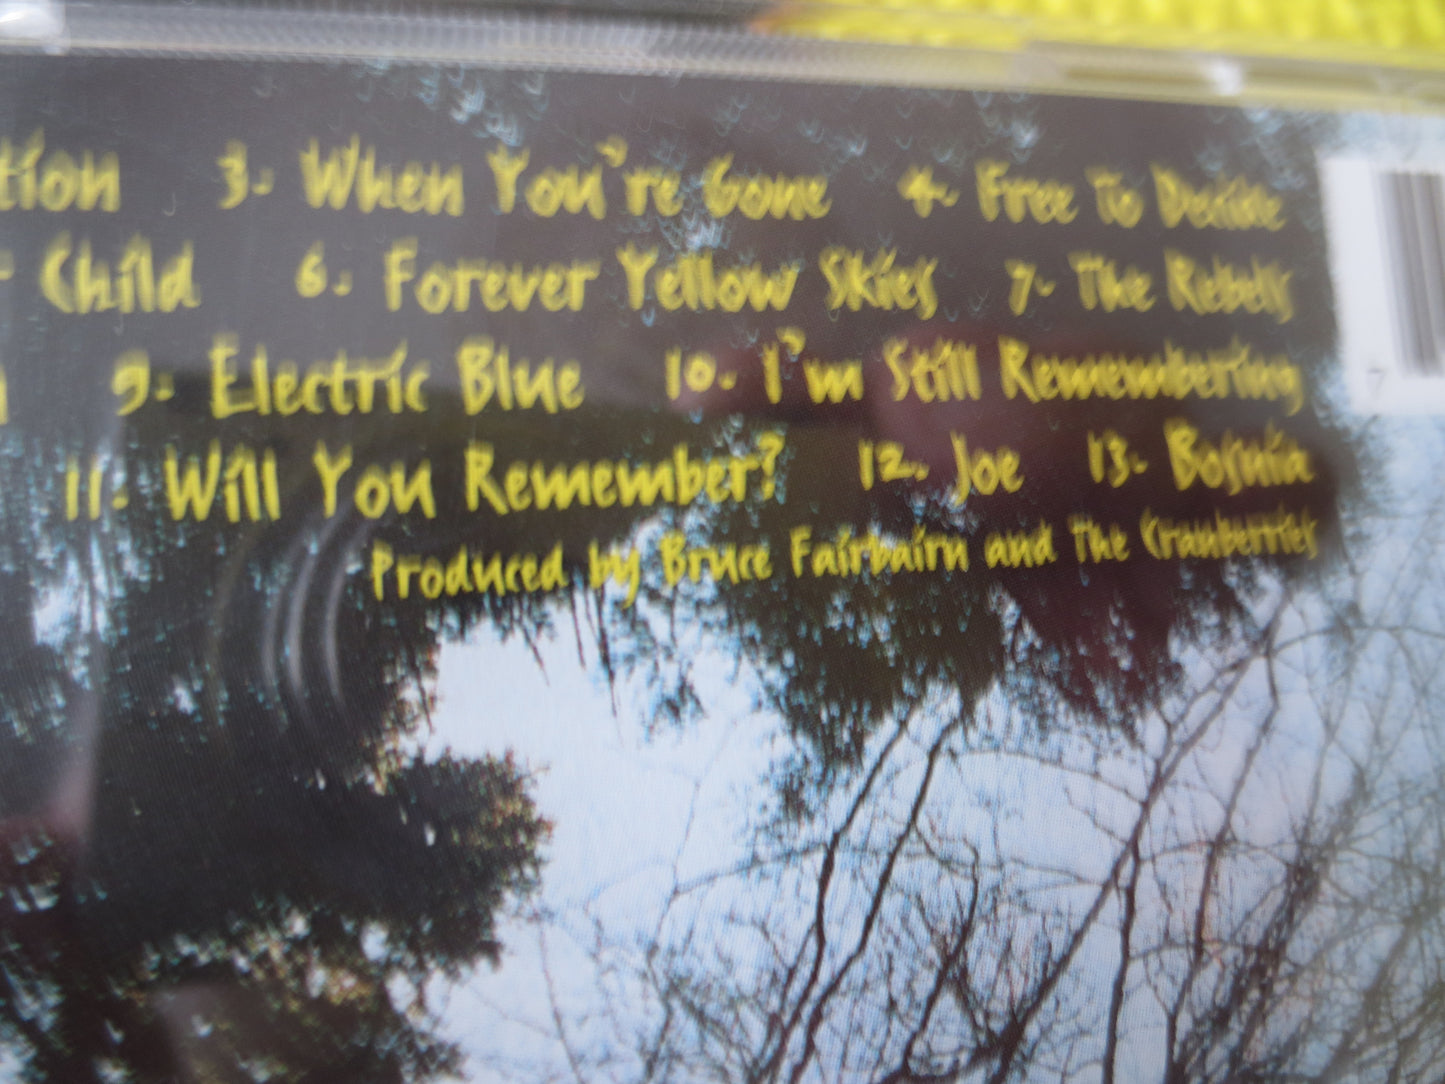 tion 3. When You're Gone 4. Free To Decide
Child 6. Forever Yellow Skies 7. The Rebels
9. Electric Blue 10. I'm Still Remembering
11. Will You Remember? 12. Joe 13. Bosnia
Produced by Bruce Fairbairn and The Cranberries
7